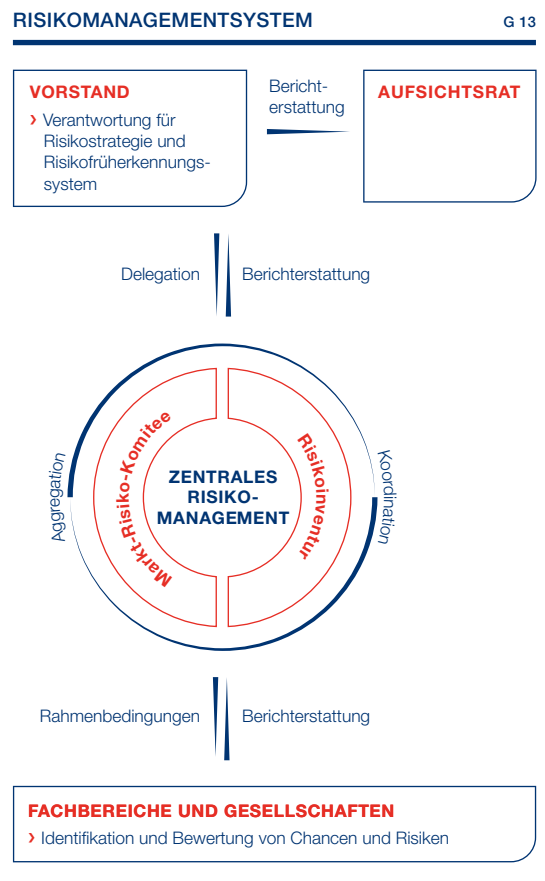 RISIKOMANAGEMENTSYSTEM
G 13
VORSTAND
› Verantwortung für
Risikostrategie und
Risikofrüherkennungs-
system
Bericht-
erstattung
AUFSICHTSRAT
Delegation
Berichterstattung
Aggregation
Markt-Risiko-Komitee
ZENTRALES
RISIKO-
MANAGEMENT
Risikoinventur
Koordination
Rahmenbedingungen
Berichterstattung
FACHBEREICHE UND GESELLSCHAFTEN
› Identifikation und Bewertung von Chancen und Risiken